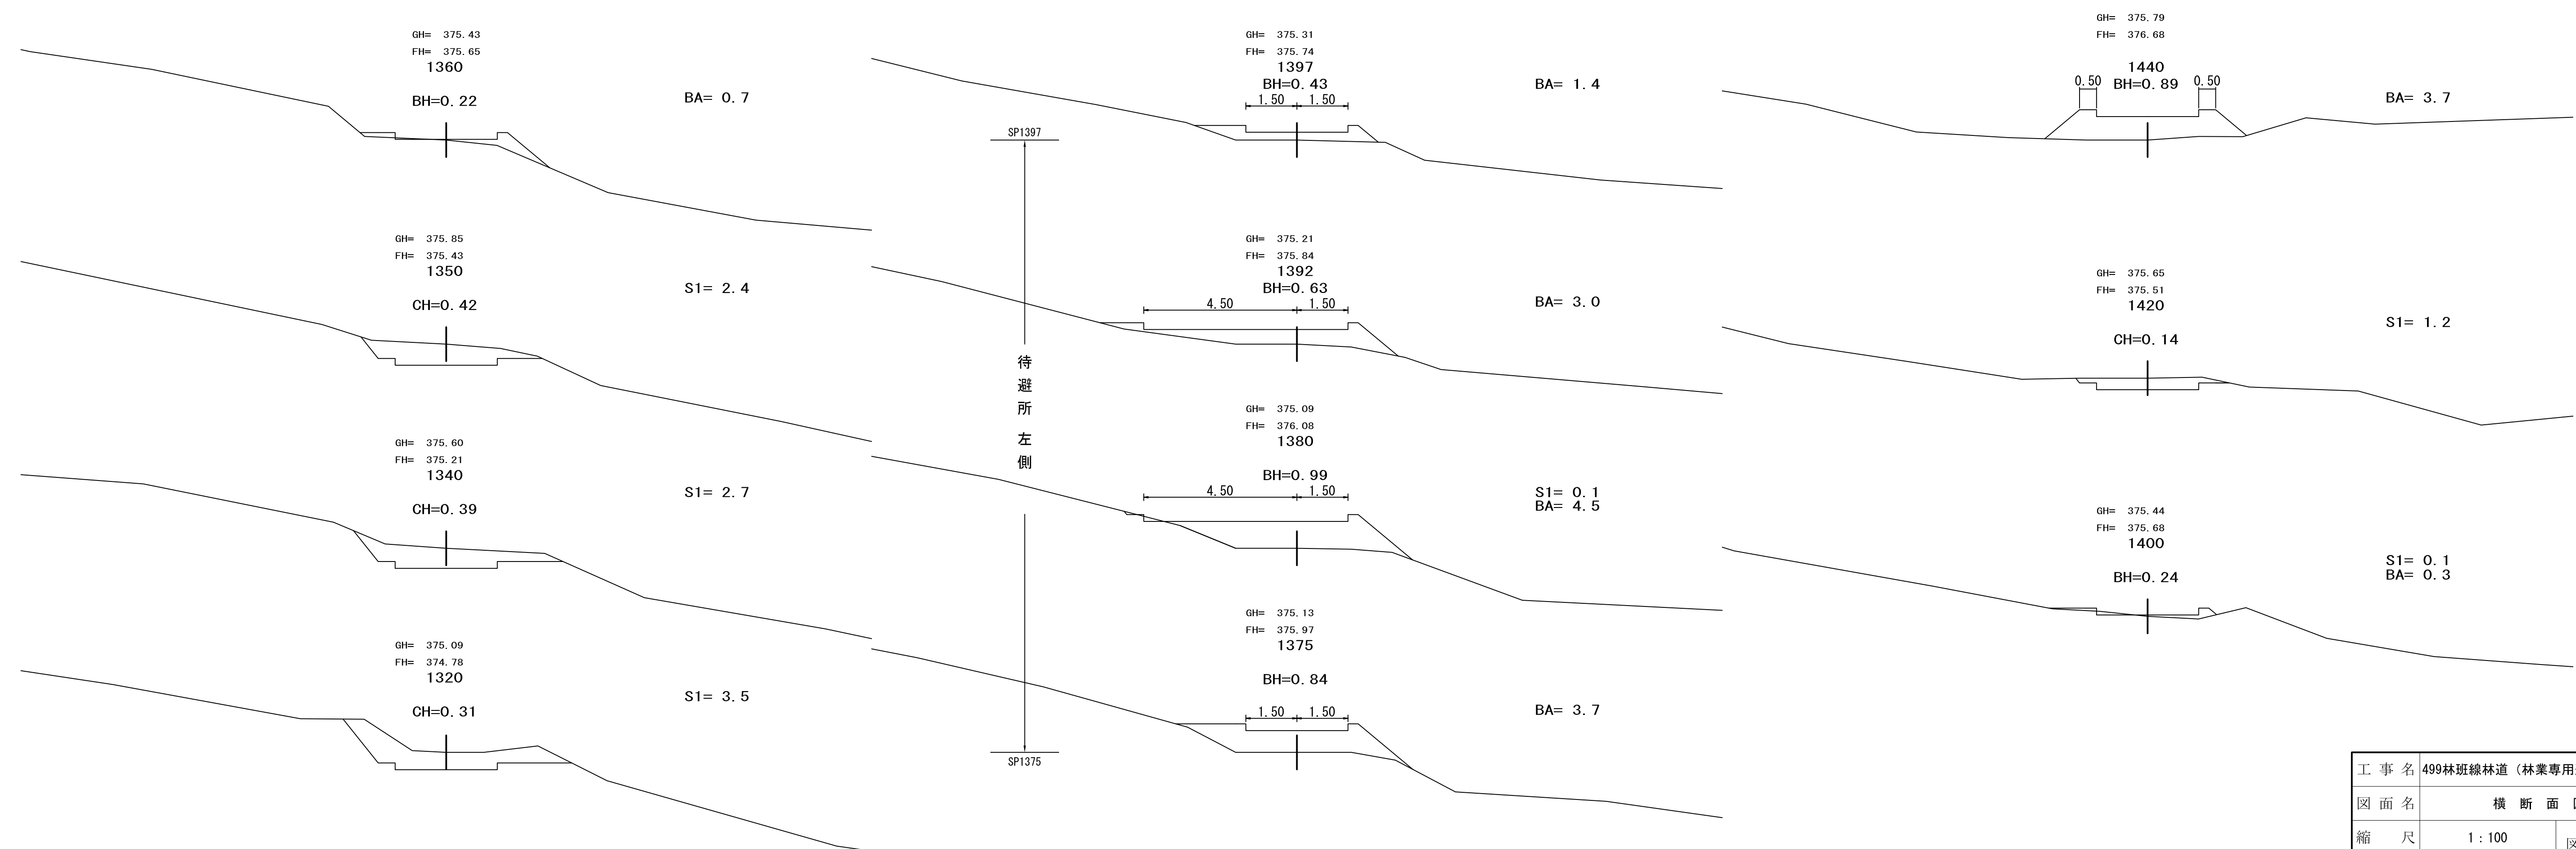 GH= 375.43
FH= 375.65
1360
BH=0.22
BA= 0.7
GH= 375.85
FH= 375.43
1350
CH=0.42
S1= 2.4
GH= 375.60
FH= 375.21
1340
CH=0.39
S1= 2.7
GH= 375.09
FH= 374.78
1320
CH=0.31
S1= 3.5
SP1397
待避所 左側
SP1375
GH= 375.31
FH= 375.74
1397
BH=0.43
1.50 1.50
BA= 1.4
GH= 375.21
FH= 375.84
1392
BH=0.63
4.50 1.50
BA= 3.0
GH= 375.09
FH= 376.08
1380
BH=0.99
4.50 1.50
S1= 0.1
BA= 4.5
GH= 375.13
FH= 375.97
1375
BH=0.84
1.50 1.50
BA= 3.7
GH= 375.79
FH= 376.68
1440
0.50 BH=0.89 0.50
BA= 3.7
GH= 375.65
FH= 375.51
1420
CH=0.14
S1= 1.2
GH= 375.44
FH= 375.68
1400
BH=0.24
S1= 0.1
BA= 0.3
工事名 499林班線林道（林業専用
図面名 横断面
縮尺 1:100